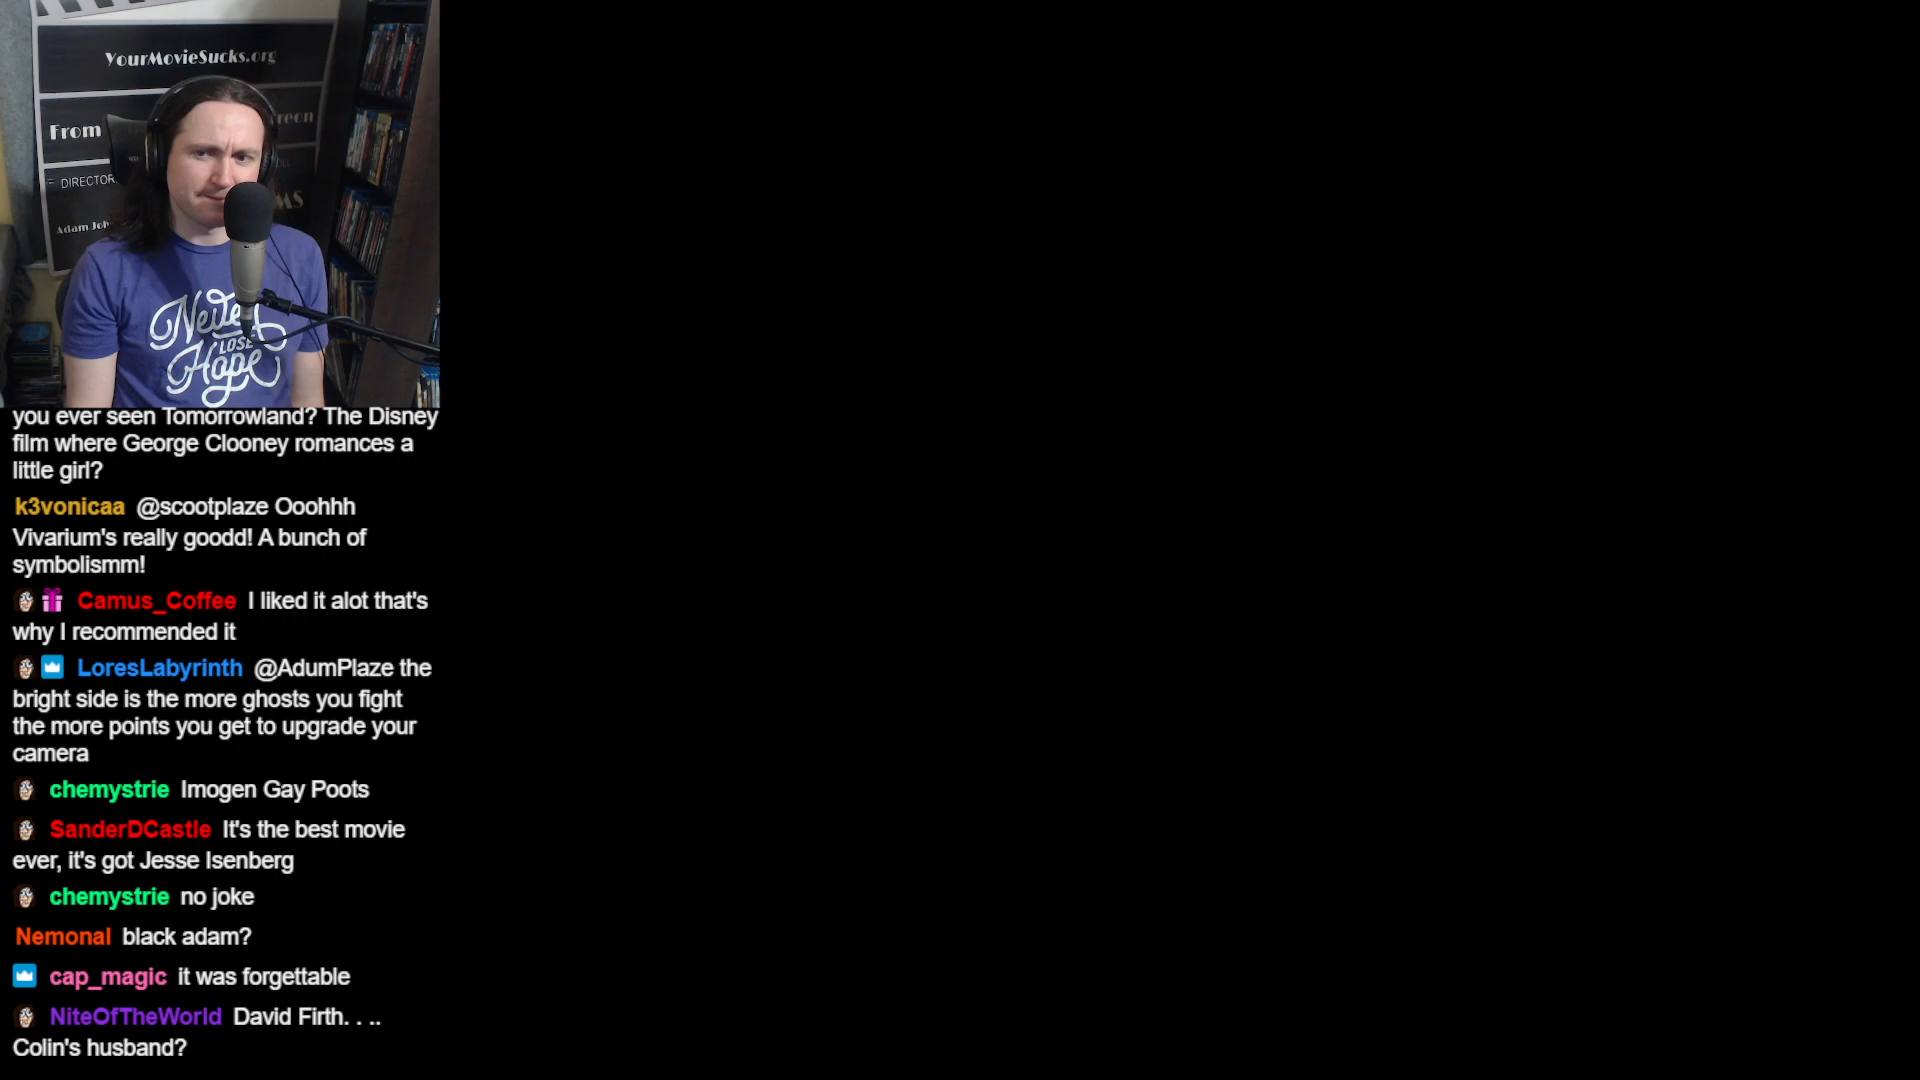 YourMovieSucks.org
From
reon
DIRECTOR
MS
Adam Joh
Never
LOSE
Hope
you ever seen Tomorrowland? The Disney
film where George Clooney romances a
little girl?
k3vonicaa @scootplaze Ooohhh
Vivarium's really goodd! A bunch of
symbolismm!
Camus_Coffee I liked it alot that's
why I recommended it
LoresLabyrinth @AdumPlaze the
bright side is the more ghosts you fight
the more points you get to upgrade your
camera
chemystrie Imogen Gay Poots
SanderDCastle It's the best movie
ever, it's got Jesse Isenberg
chemystrie no joke
Nemonal black adam?
cap_magic it was forgettable
NiteOfTheWorld David Firth. . ..
Colin's husband?